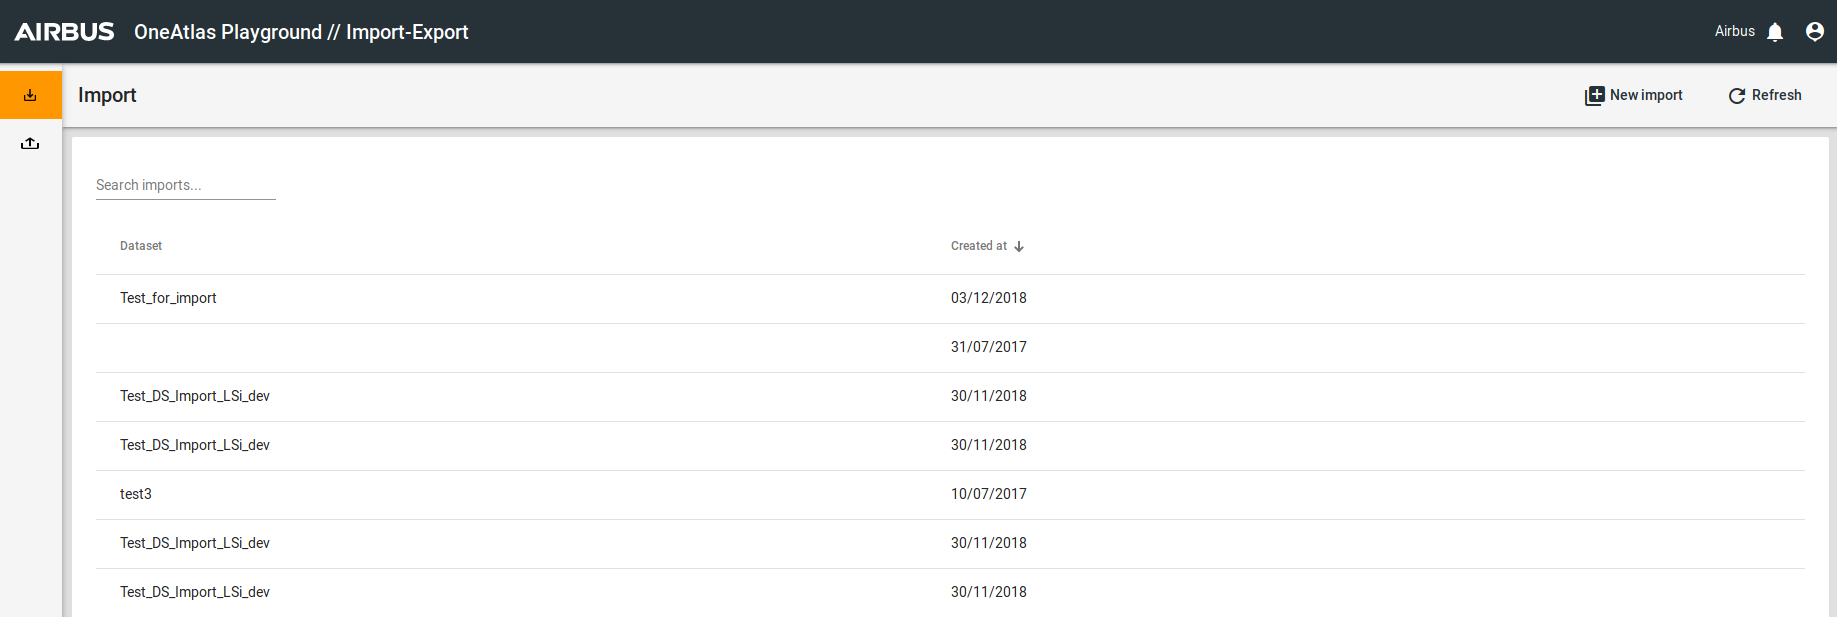 AIRBUS OneAtlas Playground // Import-Export Airbus
Import New import Refresh
Search imports...
Dataset Created at
Test_for_import 03/12/2018
31/07/2017
Test_DS_Import_LSi_dev 30/11/2018
Test_DS_Import_LSi_dev 30/11/2018
test3 10/07/2017
Test_DS_Import_LSi_dev 30/11/2018
Test_DS_Import_LSi_dev 30/11/2018